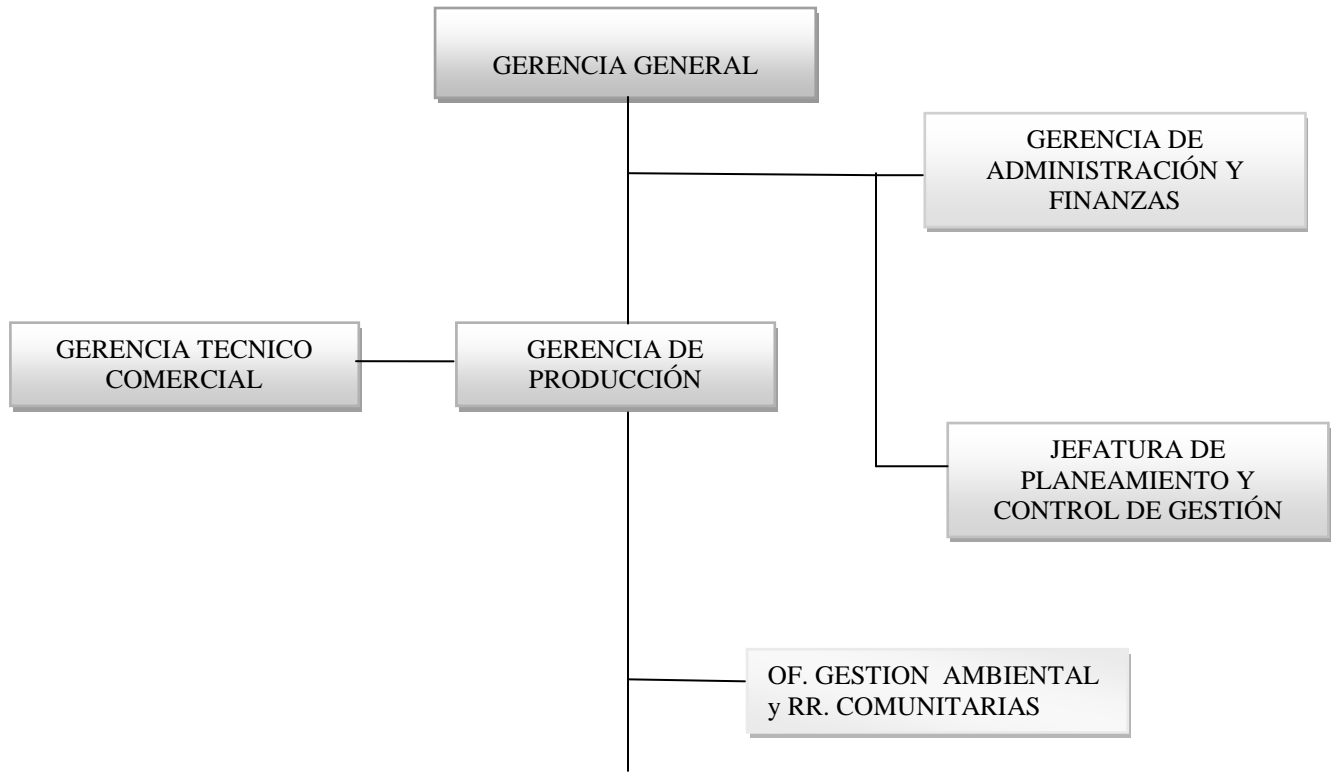 GERENCIA GENERAL
GERENCIA DE
ADMINISTRACIÓN Y
FINANZAS
GERENCIA TECNICO
COMERCIAL
GERENCIA DE
PRODUCCIÓN
JEFATURA DE
PLANEAMIENTO Y
CONTROL DE GESTIÓN
OF. GESTION AMBIENTAL
y RR. COMUNITARIAS